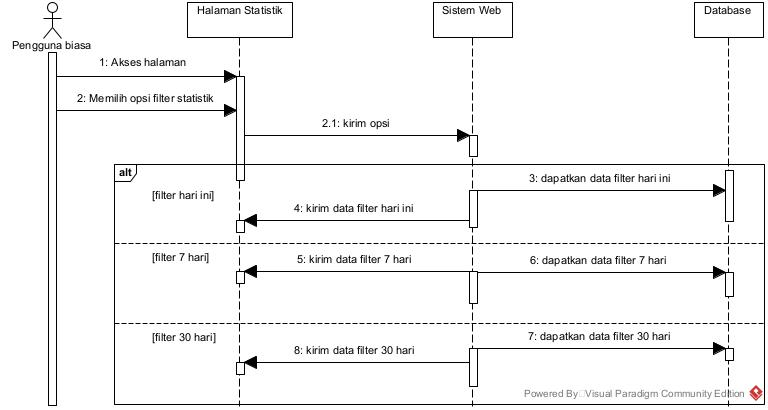 Halaman Statistik
Sistem Web
Database
Pengguna biasa
1: Akses halaman
2: Memilih opsi filter statistik
2.1: kirim opsi
alt
3: dapatkan data filter hari ini
[filter hari ini]
4: kirim data filter hari ini
[filter 7 hari]
5: kirim data filter 7 hari
6: dapatkan data filter 7 hari
[filter 30 hari]
7: dapatkan data filter 30 hari
8: kirim data filter 30 hari
Powered By Visual Paradigm Community Edition